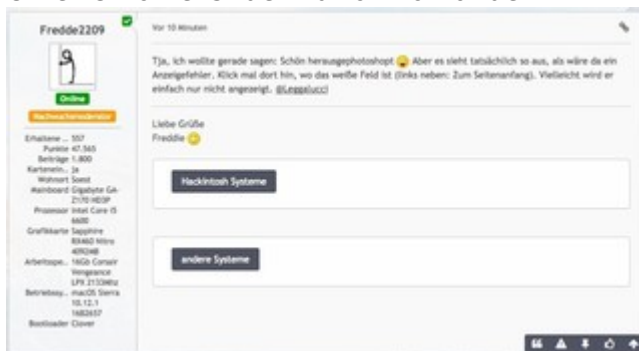 Fredde2209
Online
Nachwuchsmoderator
Erhaltene … 557
Punkte 47.565
Beiträge 1.800
Kartenein… ja
Wohnort Soest
Mainboard Gigabyte GA-
Z170 HD3P
Prozessor Intel Core i5
6600
Grafikkarte Sapphire
RX460 Nitro
4096MB
Arbeitsspe… 16Gb Corsair
Vengeance
LPX 2133MHz
Betriebssy… macOS Sierra
10.12.1
16B2657
Bootloader Clover
Vor 10 Minuten
Tja, ich wollte gerade sagen: Schön herausgephotoshopt Aber es sieht tatsächlich so aus, als wäre da ein
Anzeigefehler. Klick mal dort hin, wo das weiße Feld ist (links neben: Zum Seitenanfang). Vielleicht wird er
einfach nur nicht angezeigt. @Leggalucci
Liebe Grüße
Freddie
Hackintosh Systeme
andere Systeme